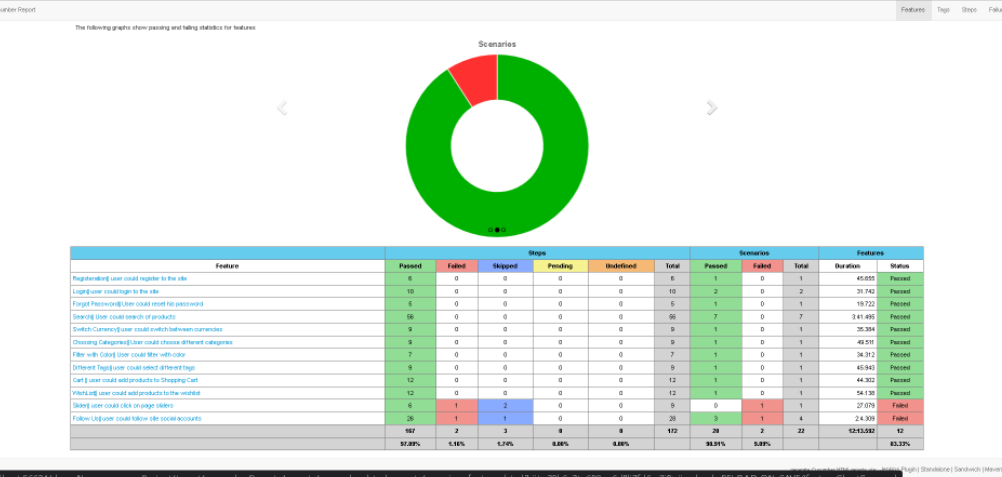 umber Report Features Tags Steps Failu
The following graphs show passing and failing statistics for features
Scenarios
Steps Scenarios Features
Feature Passed Failed Skipped Pending Undefined Total Passed Failed Total Duration Status
Registeration|| user could register to the site 6 0 0 0 0 6 1 0 1 45.655 Passed
Login|| user could login to the site 10 0 0 0 0 10 2 0 2 31.742 Passed
Forgot Password|| User could reset his password 5 0 0 0 0 5 1 0 1 19.722 Passed
Search|| User could search of products 56 0 0 0 0 56 7 0 7 3:41.495 Passed
Switch Currency|| user could switch between currencies 9 0 0 0 0 9 1 0 1 35.384 Passed
Choosing Categories|| User could choose different categories 9 0 0 0 0 9 1 0 1 49.511 Passed
Filter with Color|| User could filter with color 7 0 0 0 0 7 1 0 1 34.312 Passed
Different Tags|| user could select different tags 9 0 0 0 0 9 1 0 1 45.943 Passed
Cart || user could add products to Shopping Cart 12 0 0 0 0 12 1 0 1 44.302 Passed
WishList|| user could add products to the wishlist 12 0 0 0 0 12 1 0 1 54.138 Passed
Slider|| user could click on page sliders 6 1 2 0 0 9 0 1 1 27.079 Failed
Follow Us|| user could follow site social accounts 26 1 1 0 0 28 3 1 4 2:4.309 Failed
167 2 3 0 0 172 20 2 22 12:13.592 12
97.09% 1.16% 1.74% 0.00% 0.00% 90.91% 9.09% 83.33%
Plugin | Standalone | Sandwich | Maven